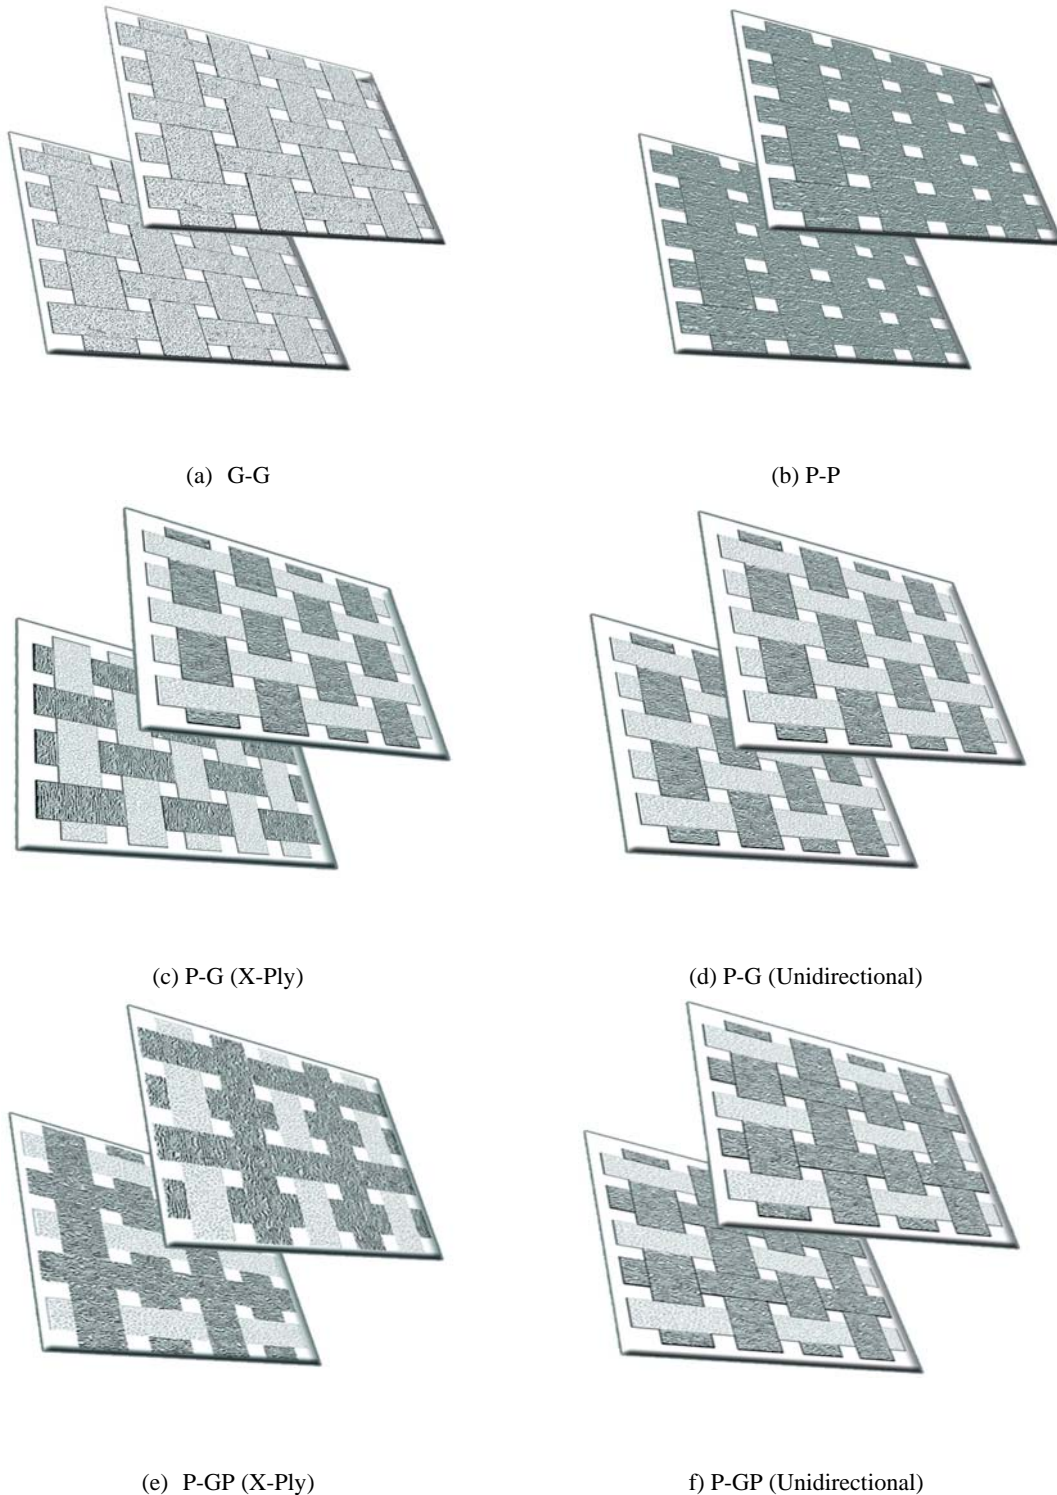 (a) G-G
(b) P-P
(c) P-G (X-Ply)
(d) P-G (Unidirectional)
(e) P-GP (X-Ply)
f) P-GP (Unidirectional)